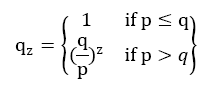 q_z = { 1 if p ≤ q
(q/p)^z if p > q }